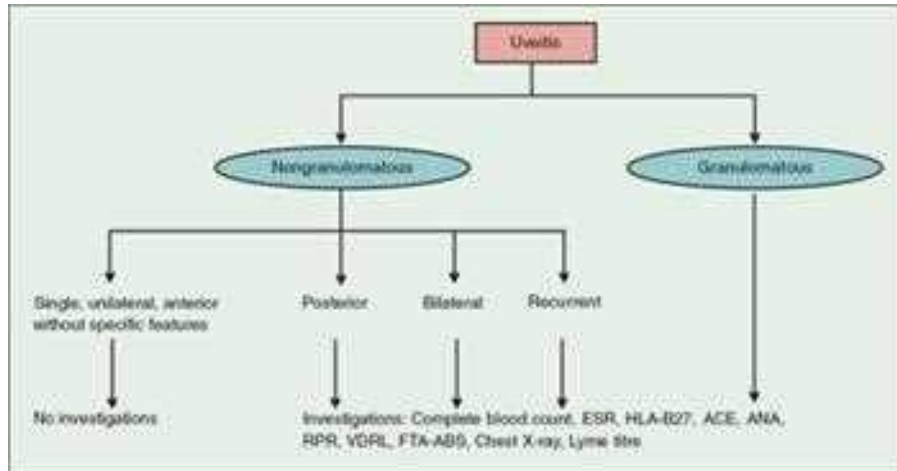 Uveitis
Nongranulomatous
Granulomatous
Single, unilateral, anterior
without specific features
Posterior
Bilateral
Recurrent
No investigations
Investigations: Complete blood count, ESR, HLA-B27, ACE, ANA,
RPR, VDRL, FTA-ABS, Chest X-ray, Lyme titre